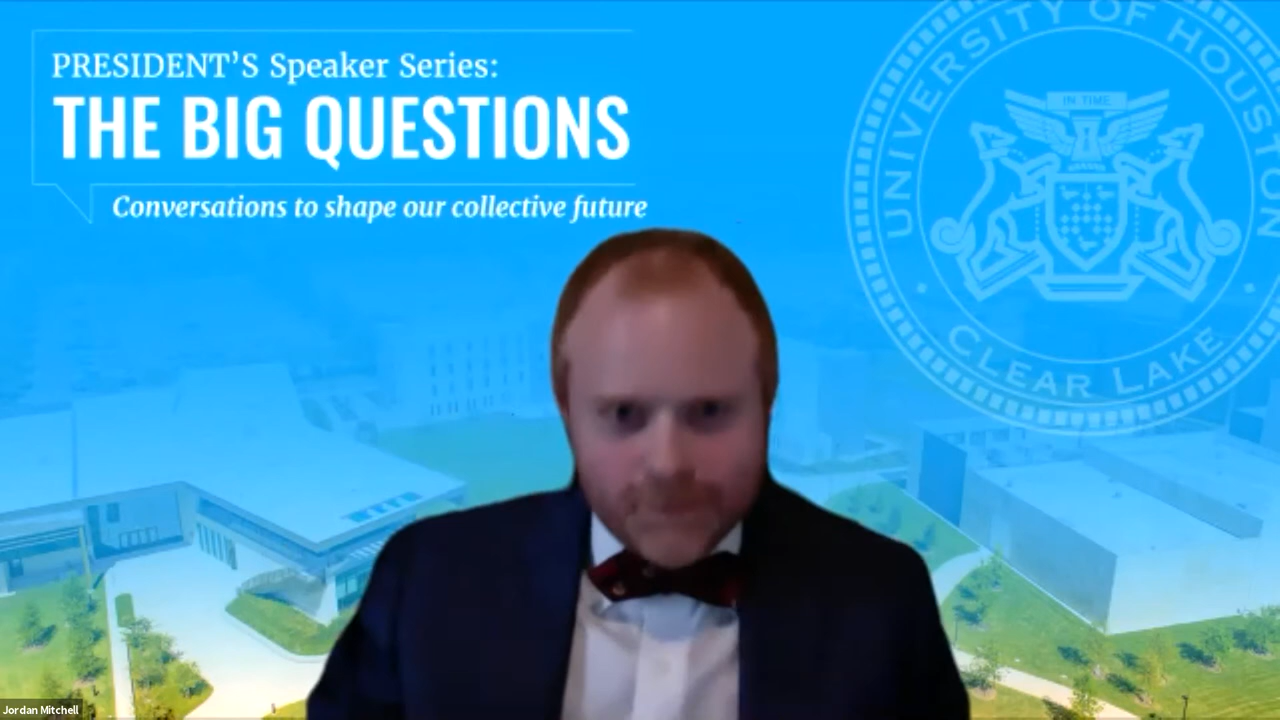 PRESIDENT'S Speaker Series:
THE BIG QUESTIONS
Conversations to shape our collective future
UNIVERSITY OF HOUSTON
IN TIME
CLEAR LAKE
Jordan Mitchell